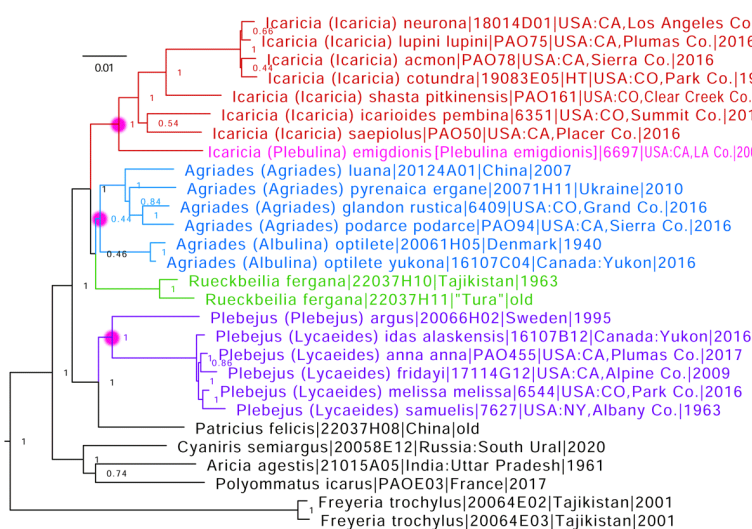 Icaricia (Icaricia) neurona|18014D01|USA:CA,Los Angeles Co
0.66
Icaricia (Icaricia) lupini lupini|PAO75|USA:CA,Plumas Co.|2016
1
Icaricia (Icaricia) acmon|PAO78|USA:CA,Sierra Co.|2016
0.01
0.44
1
Icaricia (Icaricia) cotundra|19083E05|HT|USA:CO,Park Co.|19
1
Icaricia (Icaricia) shasta pitkinensis|PAO161|USA:CO,Clear Creek Co.
Icaricia (Icaricia) icarioides pembina|6351|USA:CO,Summit Co.|201
1
0.54
Icaricia (Icaricia) saepiolus|PAO50|USA:CA,Placer Co.|2016
Icaricia (Plebulina) emigdionis[Plebulina emigdionis]|6697|USA:CA,LA Co.|200
Agriades (Agriades) luana|20124A01|China|2007
1
1
Agriades (Agriades) pyrenaica ergane|20071H11|Ukraine|2010
0.84
Agriades (Agriades) glandon rustica|6409|USA:CO,Grand Co.|2016
0.44
1
Agriades (Agriades) podarce podarce|PAO94|USA:CA,Sierra Co.|2016
Agriades (Albulina) optilete|20061H05|Denmark|1940
0.46
1
Agriades (Albulina) optilete yukona|16107C04|Canada:Yukon|2016
Rueckbeilia fergana|22037H10|Tajikistan|1963
1
1
Rueckbeilia fergana|22037H11|"Tura"|old
Plebejus (Plebejus) argus|20066H02|Sweden|1995
1
Plebejus (Lycaeides) idas alaskensis|16107B12|Canada:Yukon|2016
1
Plebejus (Lycaeides) anna anna|PAO455|USA:CA,Plumas Co.|2017
0.86
1
1
Plebejus (Lycaeides) fridayi|17114G12|USA:CA,Alpine Co.|2009
1
Plebejus (Lycaeides) melissa melissa|6544|USA:CO,Park Co.|2016
1
Plebejus (Lycaeides) samuelis|7627|USA:NY,Albany Co.|1963
Patricius felicis|22037H08|China|old
1
Cyaniris semiargus|20058E12|Russia:South Ural|2020
1
Aricia agestis|21015A05|India:Uttar Pradesh|1961
0.74
Polyommatus icarus|PAOE03|France|2017
Freyeria trochylus|20064E02|Tajikistan|2001
1
Freyeria trochylus|20064E03|Tajikistan|2001